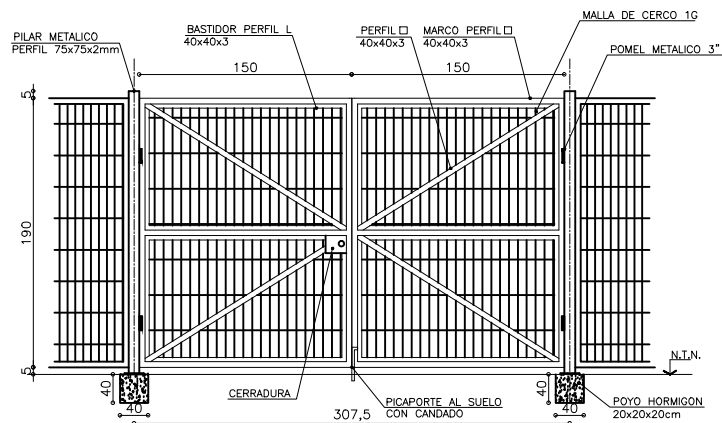 MALLA DE CERCO 1G
BASTIDOR PERFIL L
40x40x3
PERFIL □
40x40x3
MARCO PERFIL □
40x40x3
PILAR METALICO
PERFIL 75x75x2mm
POMEL METALICO 3"
150
150
5
190
5
N.T.N.
40
40
40
40
CERRADURA
PICAPORTE AL SUELO
CON CANDADO
POYO HORMIGON
20x20x20cm
307,5